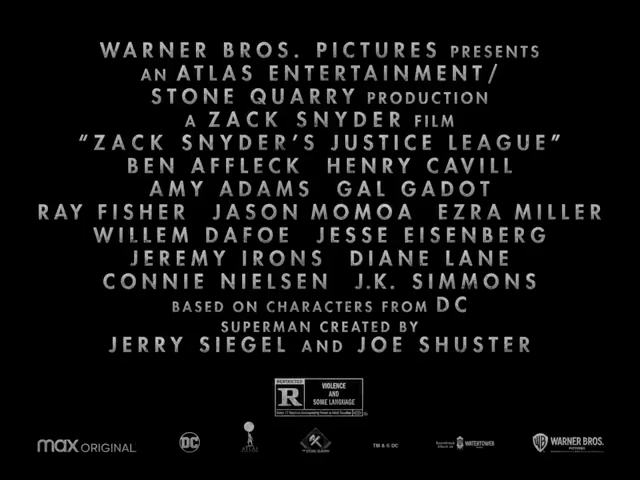 WARNER BROS. PICTURES PRESENTS
AN ATLAS ENTERTAINMENT/
STONE QUARRY PRODUCTION
A ZACK SNYDER FILM
“ZACK SNYDER’S JUSTICE LEAGUE”
BEN AFFLECK HENRY CAVILL
AMY ADAMS GAL GADOT
RAY FISHER JASON MOMOA EZRA MILLER
WILLEM DAFOE JESSE EISENBERG
JEREMY IRONS DIANE LANE
CONNIE NIELSEN J.K. SIMMONS
BASED ON CHARACTERS FROM DC
SUPERMAN CREATED BY
JERRY SIEGEL AND JOE SHUSTER
RESTRICTED
R
VIOLENCE
AND
SOME LANGUAGE
max ORIGINAL
DC
ATLAS
TM & © DC
WATERTOWER
WB WARNER BROS.
PICTURES